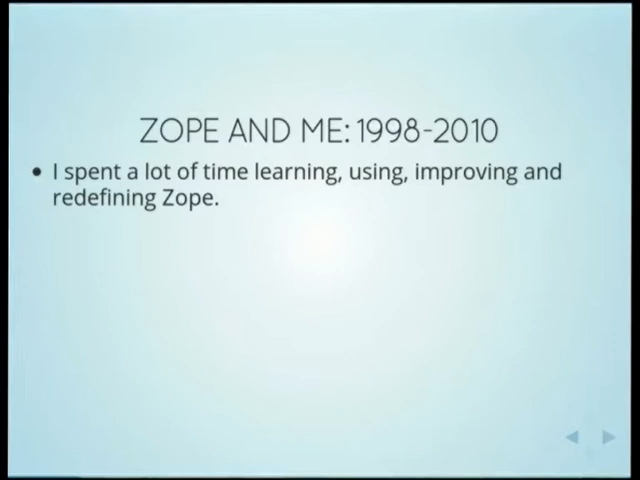 ZOPE AND ME: 1998-2010
• I spent a lot of time learning, using, improving and
redefining Zope.